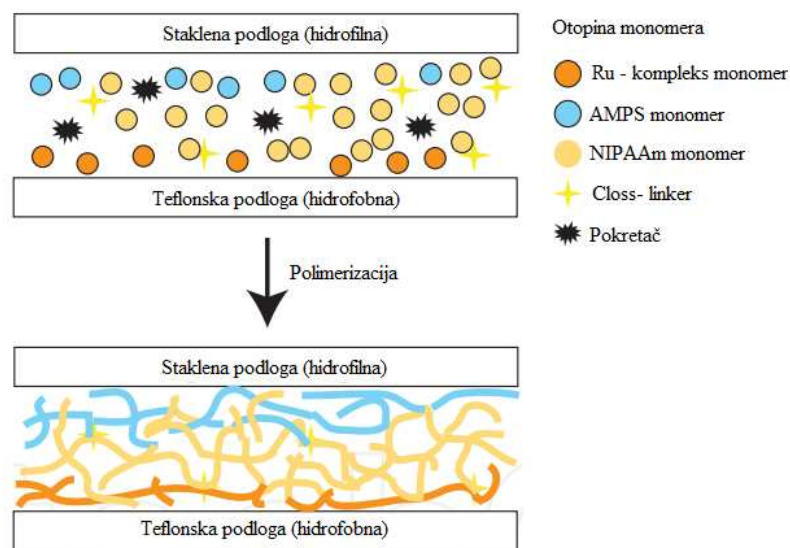 Staklena podloga (hidrofilna)
Teflonska podloga (hidrofobna)
Polimerizacija
Staklena podloga (hidrofilna)
Teflonska podloga (hidrofobna)
Otopina monomera
Ru - kompleks monomer
AMPS monomer
NIPAAm monomer
Closs- linker
Pokretač